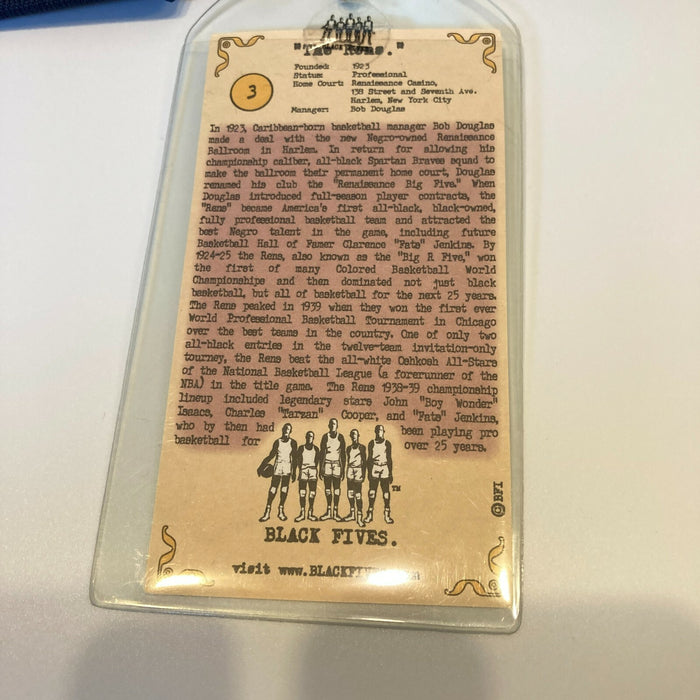 "The Rens."
Founded: 1923
Status: Professional
Home Court: Renaissance Casino,
138 Street and Seventh Ave.
Harlem, New York City
Manager: Bob Douglas
3
In 1923, Caribbean-born basketball manager Bob Douglas
made a deal with the new Negro-owned Renaissance
Ballroom in Harlem. In return for allowing his
championship caliber, all-black Spartan Braves squad to
make the ballroom their permanent home court, Douglas
renamed his club the "Renaissance Big Five." When
Douglas introduced full-season player contracts, the
"Rens" became America's first all-black, black-owned,
fully professional basketball team and attracted the
best Negro talent in the game, including future
Basketball Hall of Famer Clarence "Fats" Jenkins. By
1924-25 the Rens, also known as the "Big R Five," won
the first of many Colored Basketball World
Championships and then dominated not just black
basketball, but all of basketball for the next 25 years.
The Rens peaked in 1939 when they won the first ever
World Professional Basketball Tournament in Chicago
over the best teams in the country. One of only two
all-black entries in the twelve-team invitation-only
tourney, the Rens beat the all-white Oshkosh All-Stars
of the National Basketball League (a forerunner of the
NBA) in the title game. The Rens 1938-39 championship
lineup included legendary stars John "Boy Wonder"
Isaacs, Charles "Tarzan" Cooper, and "Fats" Jenkins,
who by then had been playing pro
basketball for over 25 years.
TM
BLACK FIVES.
©BFI
visit www.BLACKFIVES